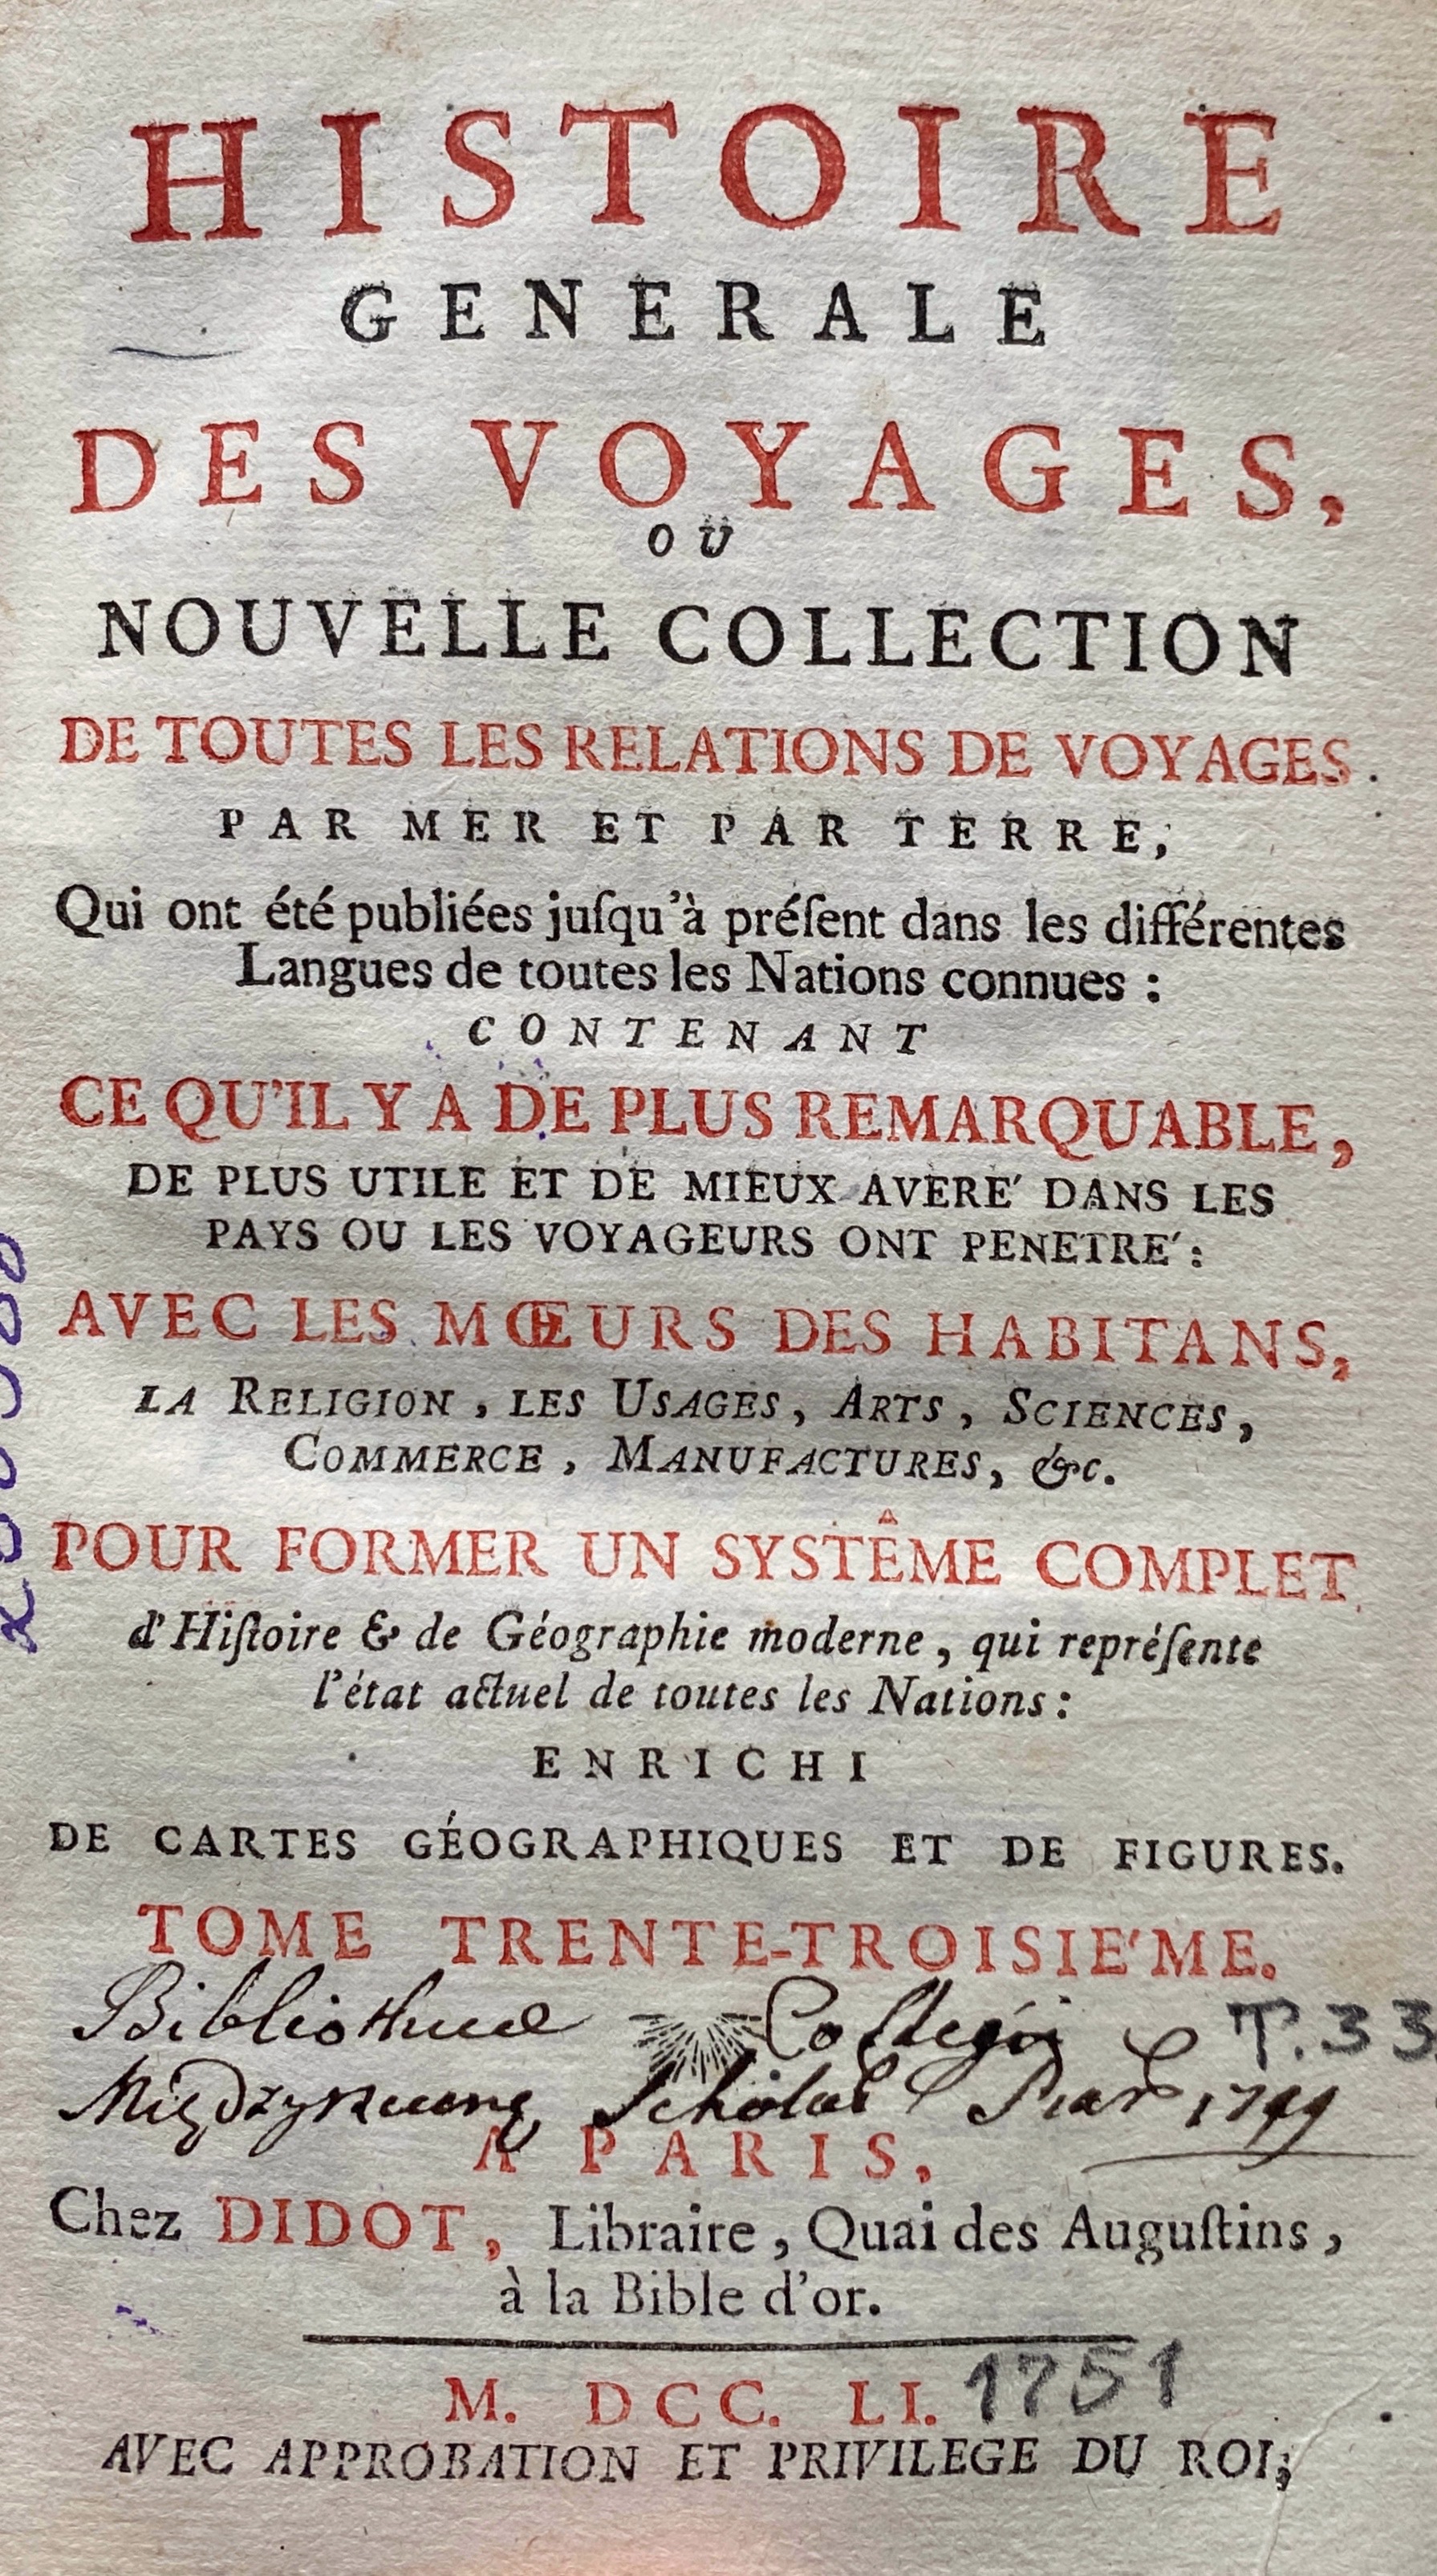 HISTOIRE
GENERALE
DES VOYAGES,
OU
NOUVELLE COLLECTION
DE TOUTES LES RELATIONS DE VOYAGES
PAR MER ET PAR TERRE,
Qui ont été publiées juſqu'à préſent dans les différentes
Langues de toutes les Nations connues :
CONTENANT
CE QU'IL Y A DE PLUS REMARQUABLE,
DE PLUS UTILE ET DE MIEUX AVERE' DANS LES
PAYS OU LES VOYAGEURS ONT PENETRE':
AVEC LES MŒURS DES HABITANS,
LA RELIGION, LES USAGES, ARTS, SCIENCES,
COMMERCE, MANUFACTURES, &c.
POUR FORMER UN SYSTÊME COMPLET
d'Hiſtoire & de Géographie moderne, qui repréſente
l'état actuel de toutes les Nations:
ENRICHI
DE CARTES GÉOGRAPHIQUES ET DE FIGURES.
TOME TRENTE-TROISIE'ME.
Collegii T.33
Scholar Piar 1799
A PARIS,
Chez DIDOT, Libraire, Quai des Auguſtins,
à la Bible d'or.
M. DCC. LI. 1751
AVEC APPROBATION ET PRIVILEGE DU ROI;